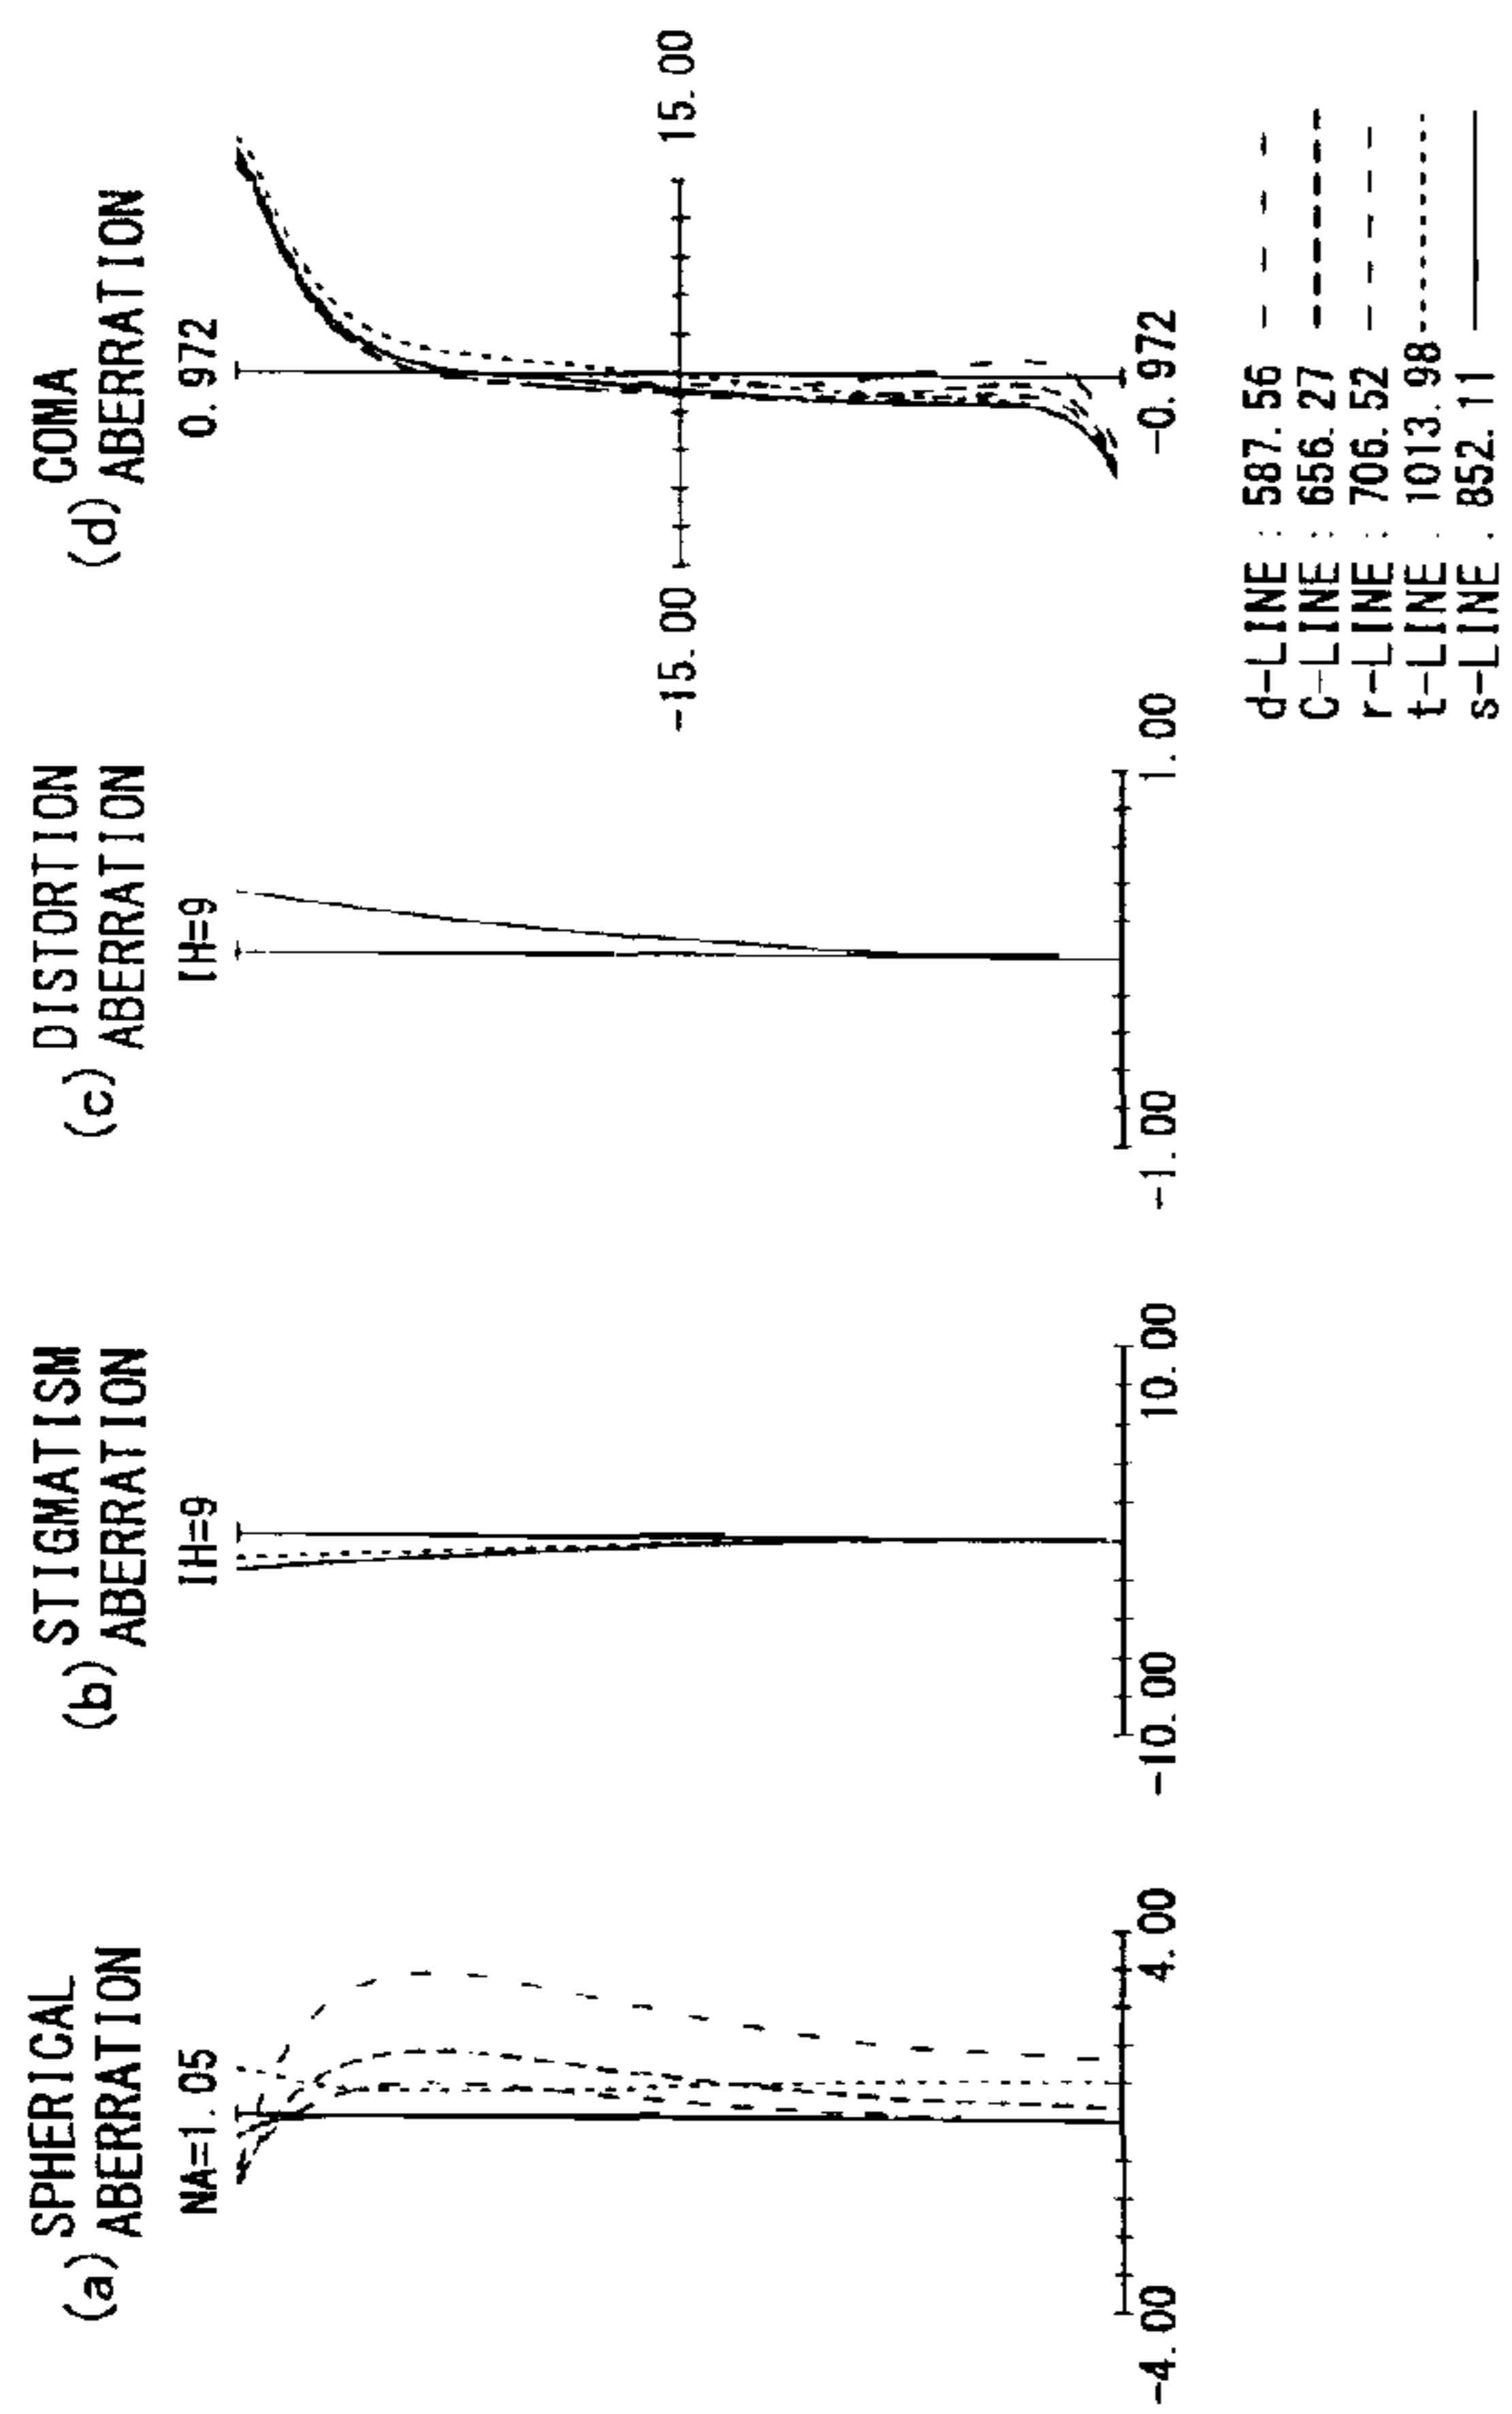 (a) SPHERICAL
ABERRATION
NA=1.05
-4.00
4.00
(b) STIGMATISM
ABERRATION
IH=9
-10.00
10.00
(c) DISTORTION
ABERRATION
IH=9
-1.00
1.00
(d) COMA
ABERRATION
0.972
-15.00
15.00
-0.972
d-LINE : 587.56
C-LINE : 656.27
r-LINE : 706.52
t-LINE : 1013.98
s-LINE : 852.11